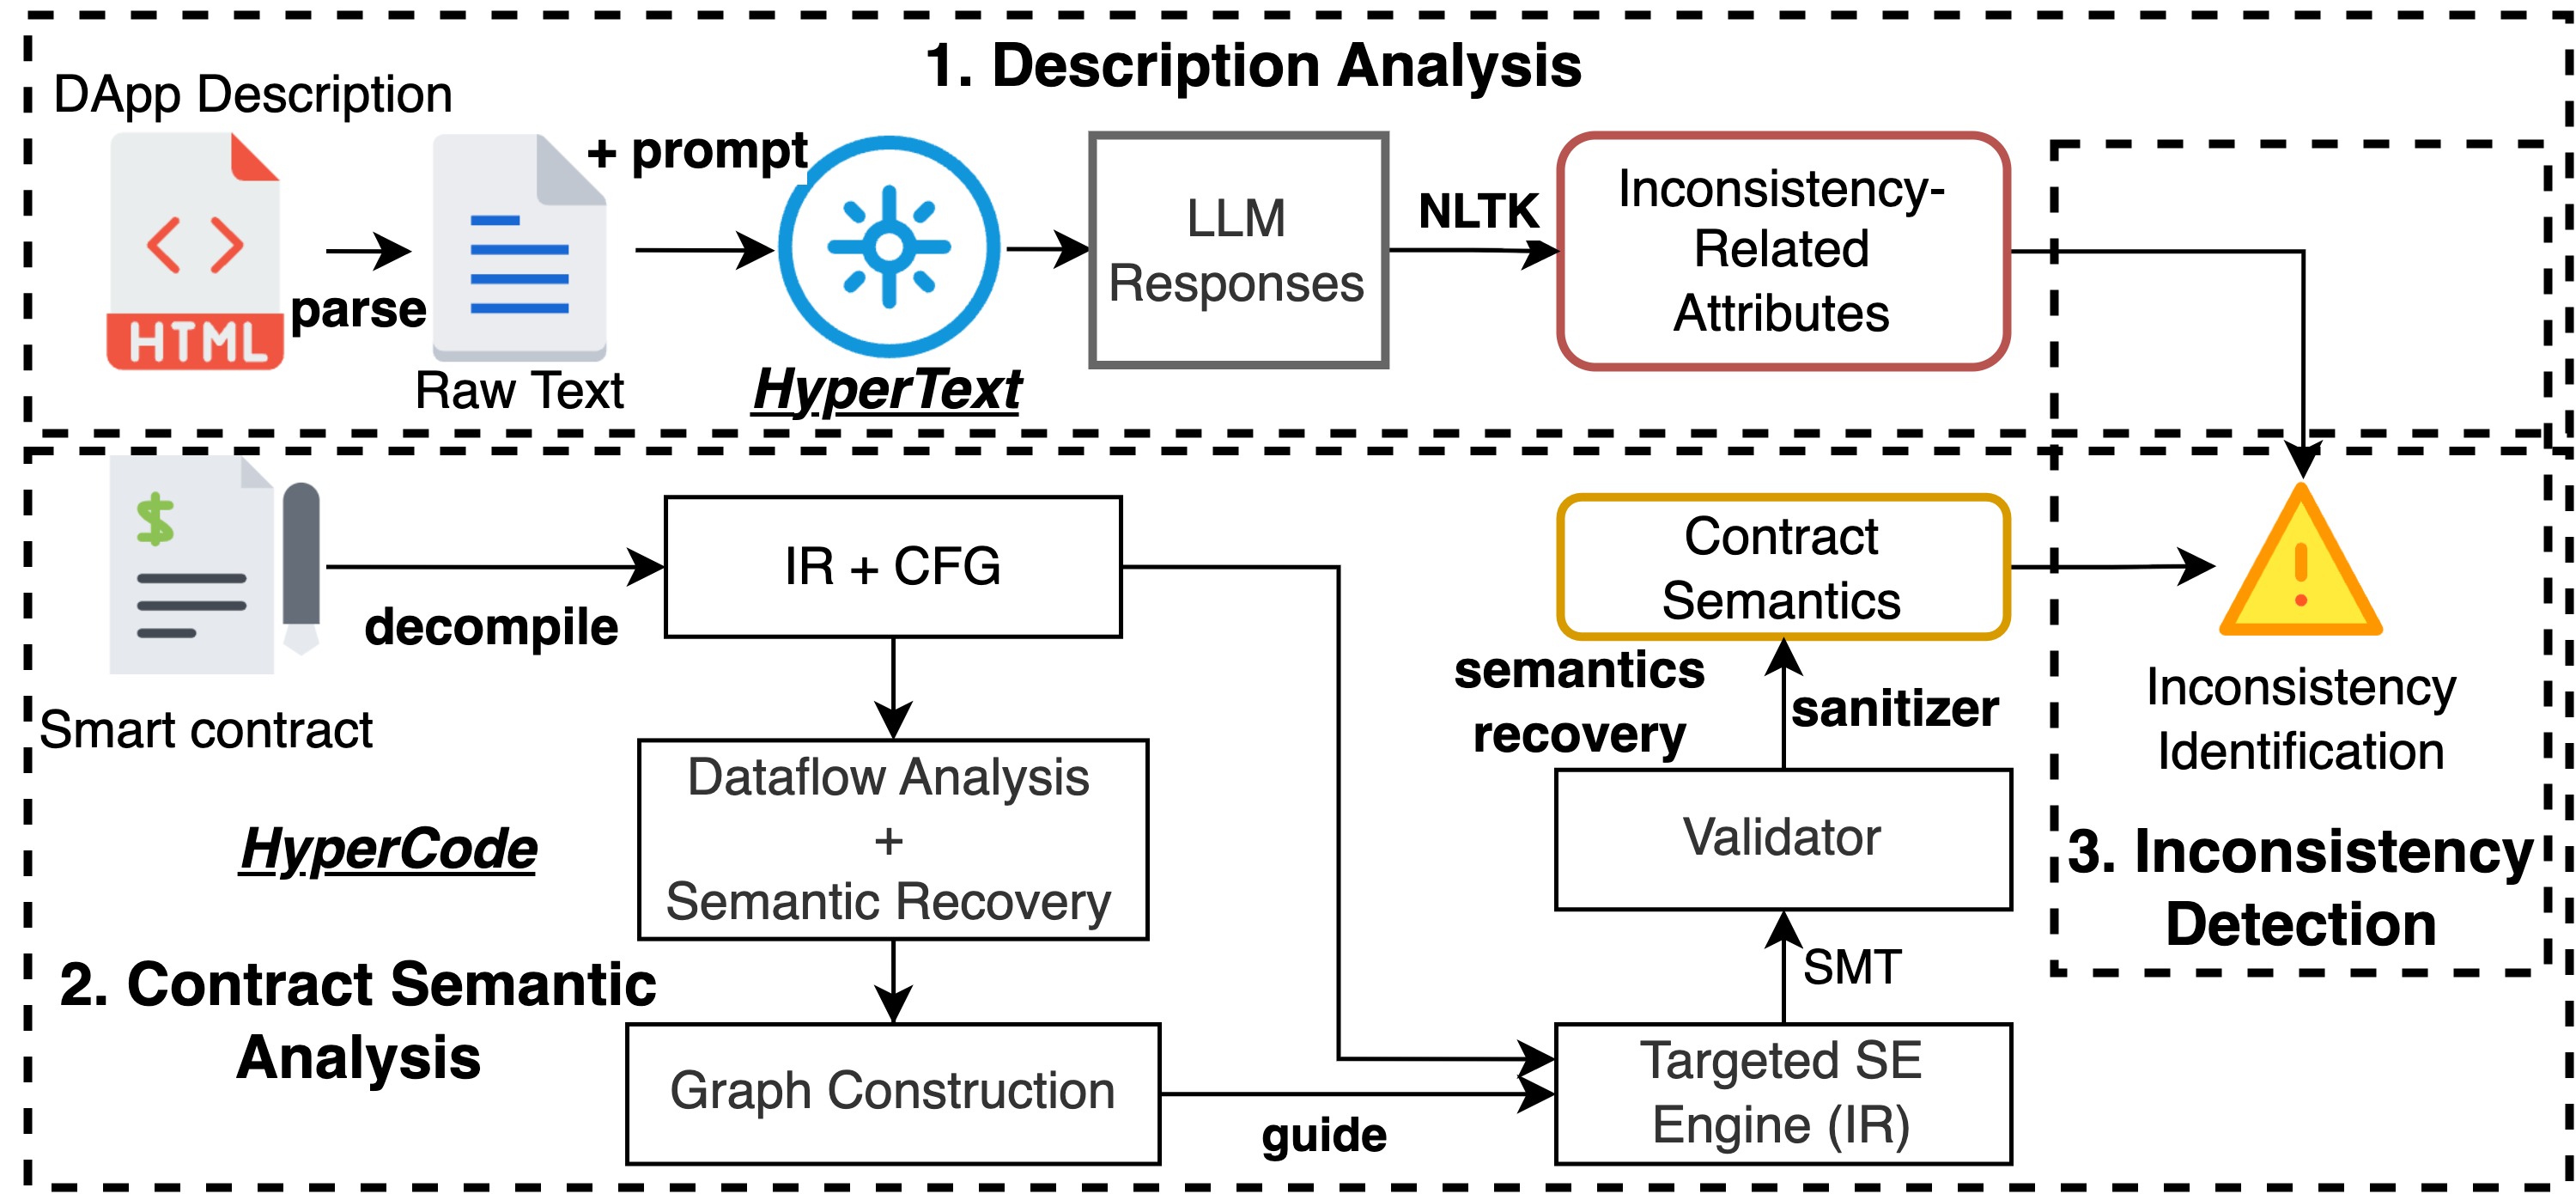 1. Description Analysis
DApp Description
+ prompt
HTML
parse
Raw Text
HyperText
LLM
Responses
NLTK
Inconsistency-
Related
Attributes
$
Smart contract
decompile
IR + CFG
Dataflow Analysis
+
Semantic Recovery
Graph Construction
HyperCode
2. Contract Semantic
Analysis
guide
Targeted SE
Engine (IR)
SMT
Validator
semantics
recovery
sanitizer
Contract
Semantics
Inconsistency
Identification
3. Inconsistency
Detection